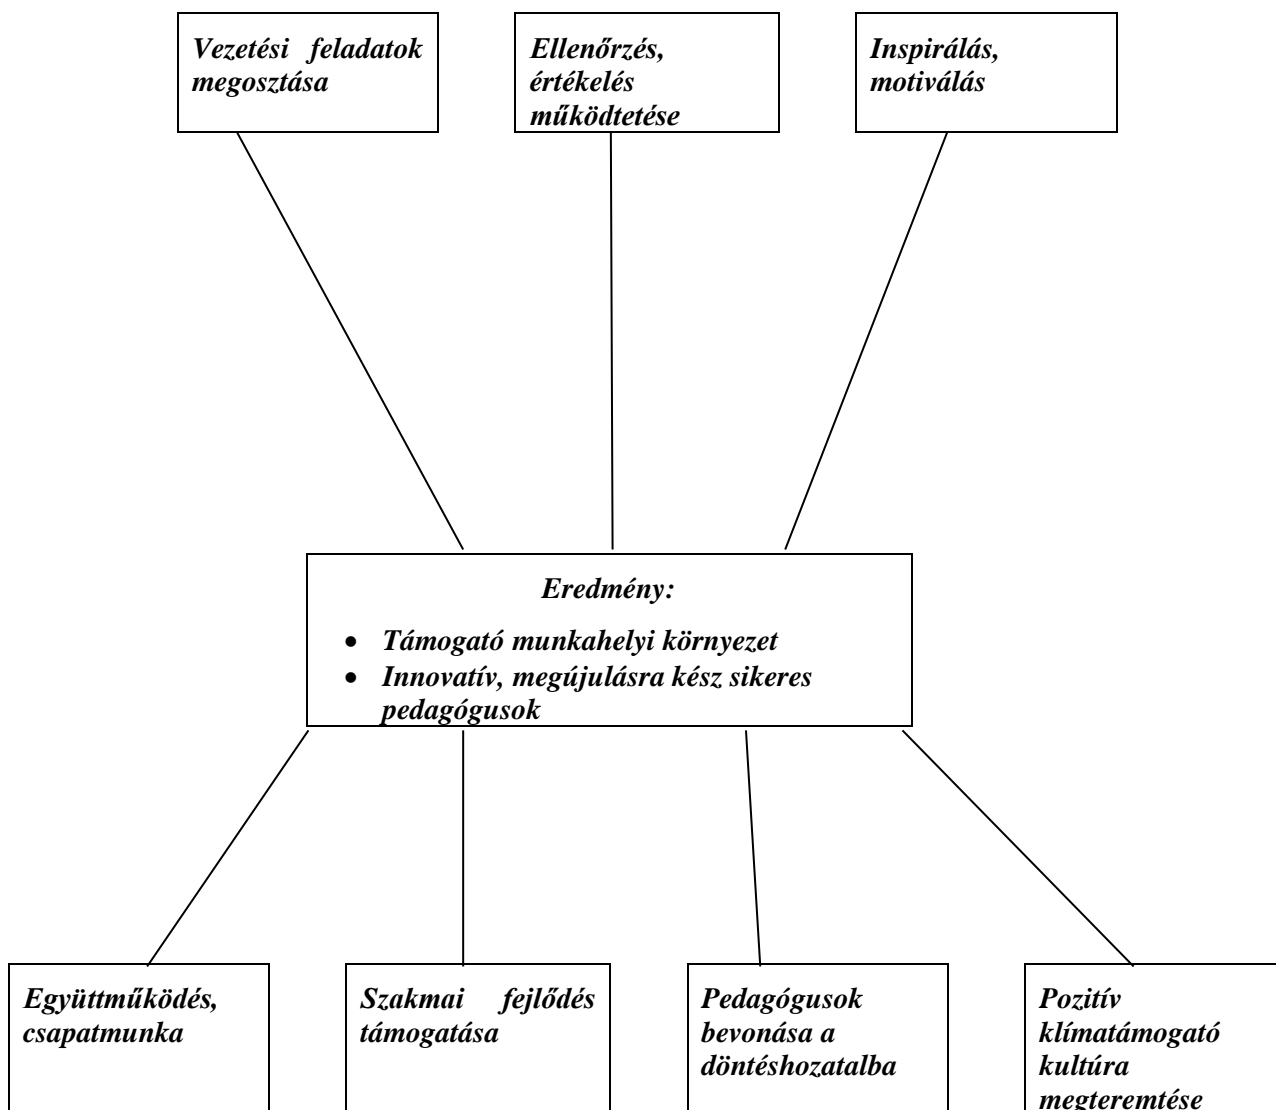 Vezetési feladatok
megosztása
Ellenőrzés,
értékelés
működtetése
Inspirálás,
motiválás
Eredmény:
• Támogató munkahelyi környezet
• Innovatív, megújulásra kész sikeres
pedagógusok
Együttműködés,
csapatmunka
Szakmai fejlődés
támogatása
Pedagógusok
bevonása a
döntéshozatalba
Pozitív
klímatámogató
kultúra
megteremtése